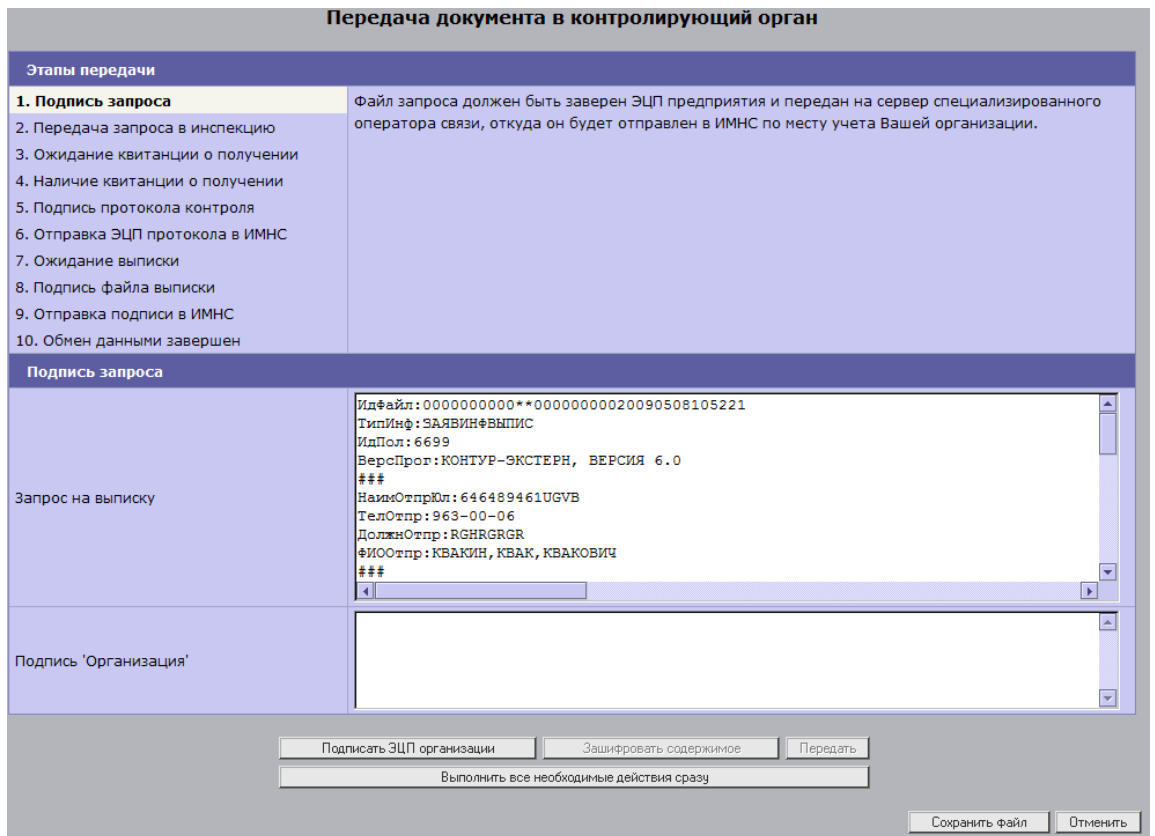 Передача документа в контролирующий орган
Этапы передачи
1. Подпись запроса
2. Передача запроса в инспекцию
3. Ожидание квитанции о получении
4. Наличие квитанции о получении
5. Подпись протокола контроля
6. Отправка ЭЦП протокола в ИМНС
7. Ожидание выписки
8. Подпись файла выписки
9. Отправка подписи в ИМНС
10. Обмен данными завершен
Файл запроса должен быть заверен ЭЦП предприятия и передан на сервер специализированного
оператора связи, откуда он будет отправлен в ИМНС по месту учета Вашей организации.
Подпись запроса
Запрос на выписку
ИдФайл:0000000000**00000000020090508105221
ТипИнф:ЗАЯВИНФВЫПИС
ИдПол:6699
ВерсПрог:КОНТУР-ЭКСТЕРН, ВЕРСИЯ 6.0
###
НаимОтпрЮл:646489461UGVB
ТелОтпр:963-00-06
ДолжнОтпр:RGHRGRGR
ФИООтпр:КВАКИН,КВАК,КВАКОВИЧ
###
Подпись 'Организация'
Подписать ЭЦП организации
Зашифровать содержимое
Передать
Выполнить все необходимые действия сразу
Сохранить файл
Отменить